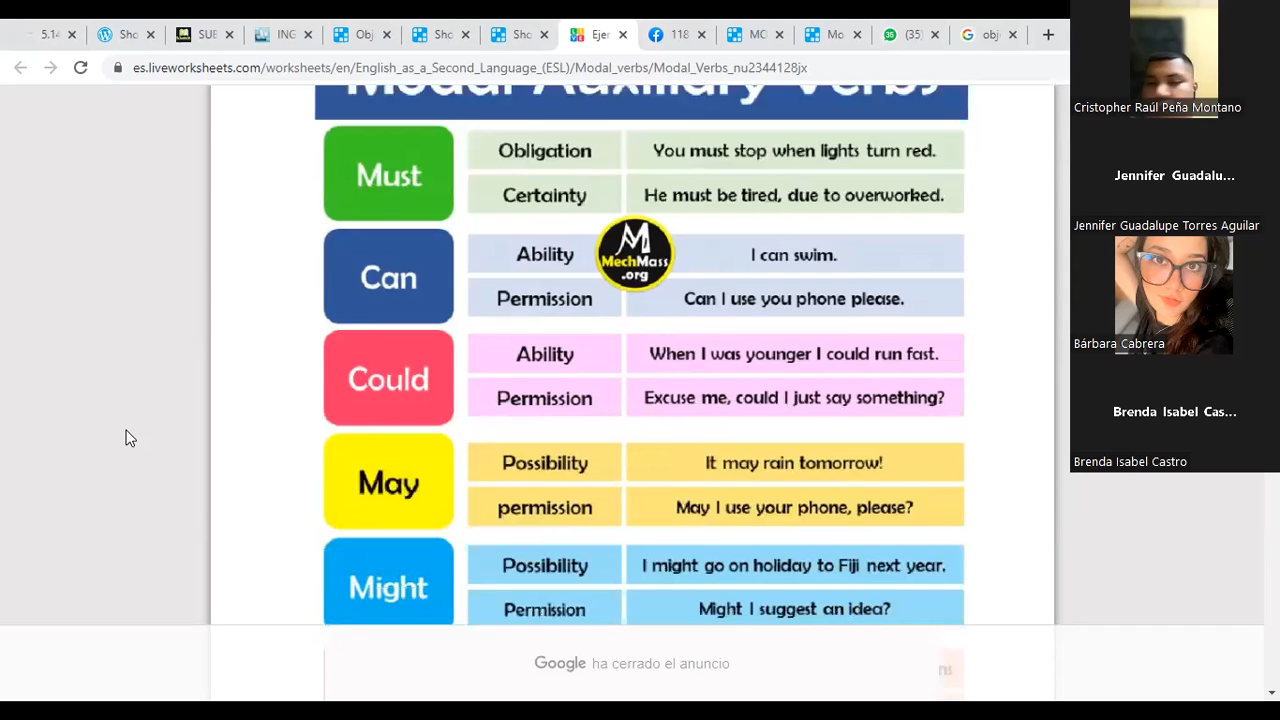 5.14
Sho
SUE
ING
Obj
Sho
Sho
Ejer
118
MC
Mo
(35)
obje
es.liveworksheets.com/worksheets/en/English_as_a_Second_Language_(ESL)/Modal_verbs/Modal_Verbs_nu2344128jx
Modal Auxiliary Verbs
Must
Obligation
You must stop when lights turn red.
Certainty
He must be tired, due to overworked.
Can
Ability
I can swim.
MechMass
.org
Permission
Can I use you phone please.
Could
Ability
When I was younger I could run fast.
Permission
Excuse me, could I just say something?
May
Possibility
It may rain tomorrow!
permission
May I use your phone, please?
Might
Possibility
I might go on holiday to Fiji next year.
Permission
Might I suggest an idea?
Google ha cerrado el anuncio
Cristopher Raúl Peña Montano
Jennifer Guadalu...
Jennifer Guadalupe Torres Aguilar
Bárbara Cabrera
Brenda Isabel Cas...
Brenda Isabel Castro